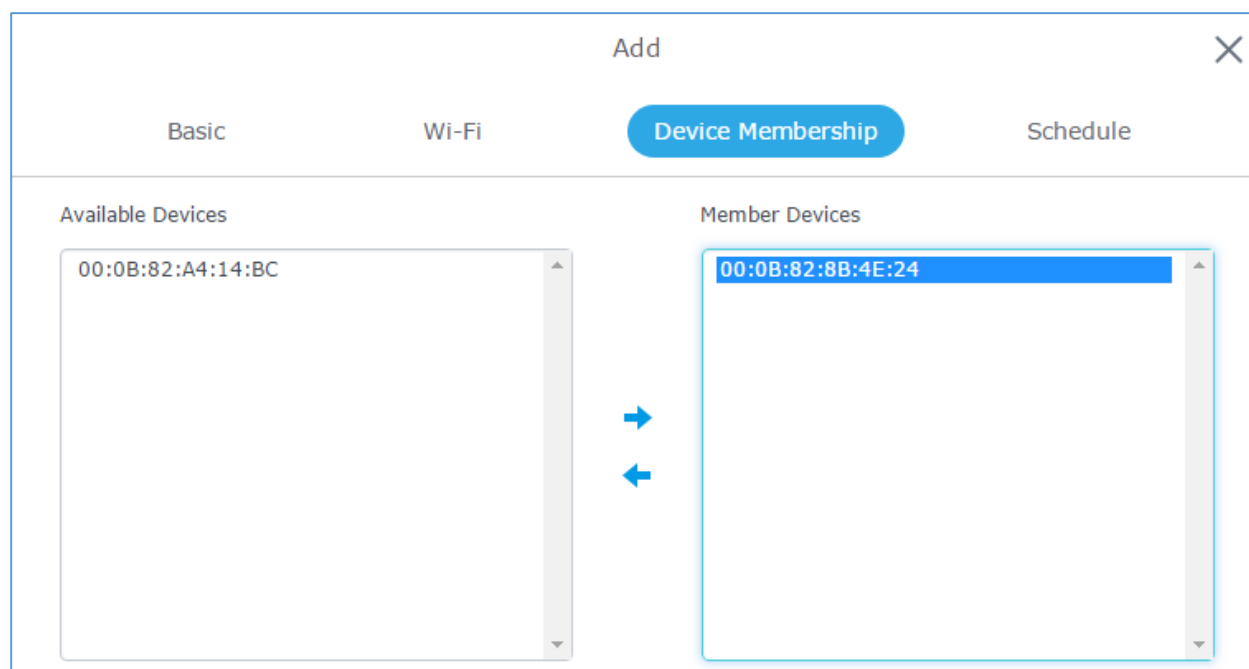 Add
Basic Wi-Fi Device Membership Schedule
Available Devices Member Devices
00:0B:82:A4:14:BC 00:0B:82:8B:4E:24